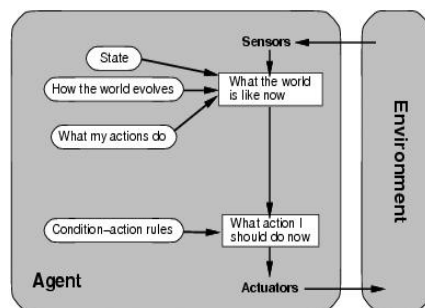 Sensors
State
How the world evolves
What the world
is like now
What my actions do
Environment
Condition–action rules
What action I
should do now
Agent
Actuators